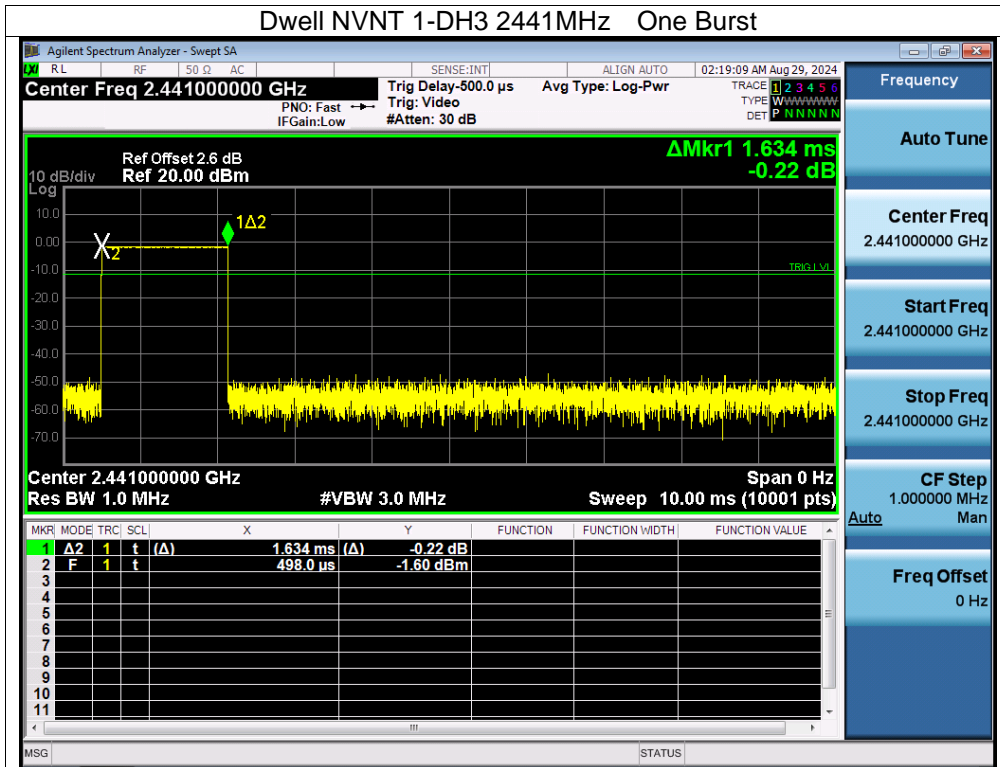 Dwell NVNT 1-DH3 2441MHz One Burst
Agilent Spectrum Analyzer - Swept SA
LXI RL RF 50 Ω AC SENSE:INT ALIGN AUTO 02:19:09 AM Aug 29, 2024
Center Freq 2.441000000 GHz Trig Delay-500.0 µs Avg Type: Log-Pwr TRACE 1 2 3 4 5 6
PNO: Fast Trig: Video TYPE WWWWWW
IFGain:Low #Atten: 30 dB DET P N N N N N
Frequency
Auto Tune
Center Freq
2.441000000 GHz
Start Freq
2.441000000 GHz
Stop Freq
2.441000000 GHz
CF Step
1.000000 MHz
Auto Man
Freq Offset
0 Hz
ΔMkr1 1.634 ms
-0.22 dB
Ref Offset 2.6 dB
10 dB/div Ref 20.00 dBm
Log
10.0
0.00
-10.0
-20.0
-30.0
-40.0
-50.0
-60.0
-70.0
1Δ2
2
TRIG LVL
Center 2.441000000 GHz Span 0 Hz
Res BW 1.0 MHz #VBW 3.0 MHz Sweep 10.00 ms (10001 pts)
MKR MODE TRC SCL X Y FUNCTION FUNCTION WIDTH FUNCTION VALUE
1 Δ2 1 t (Δ) 1.634 ms (Δ) -0.22 dB
2 F 1 t 498.0 µs -1.60 dBm
3
4
5
6
7
8
9
10
11
MSG STATUS